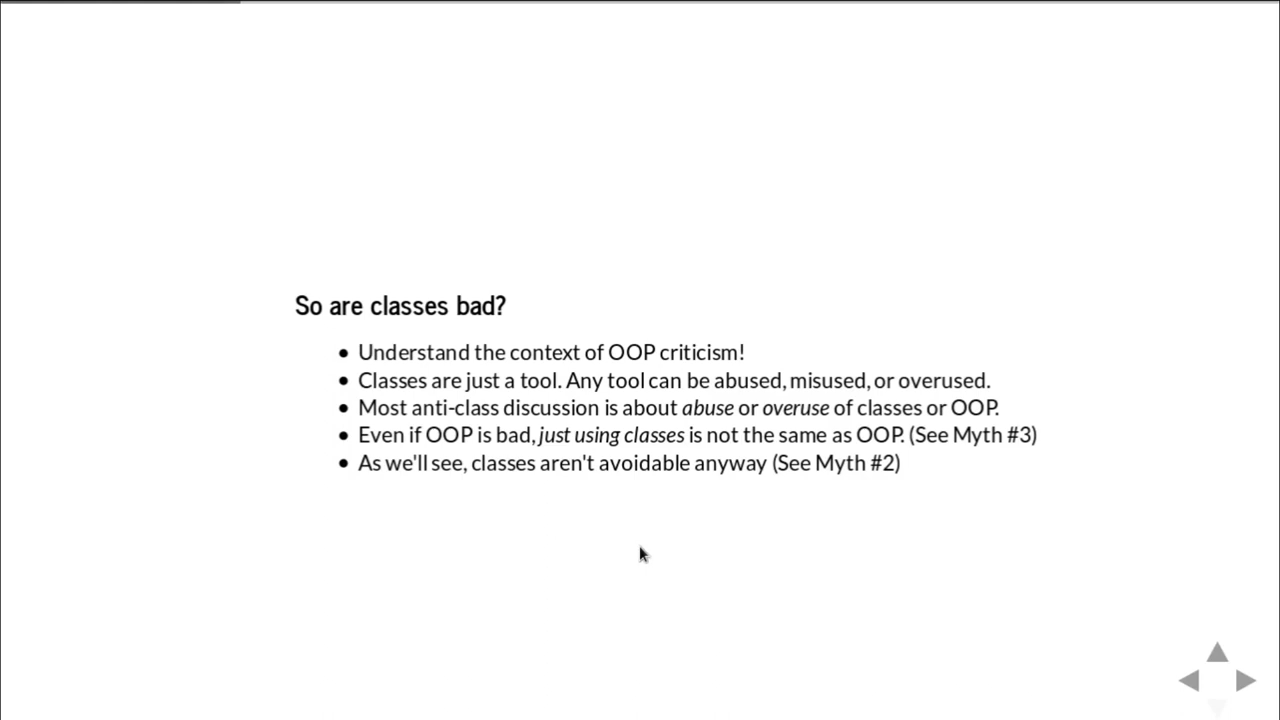 So are classes bad?
• Understand the context of OOP criticism!
• Classes are just a tool. Any tool can be abused, misused, or overused.
• Most anti-class discussion is about abuse or overuse of classes or OOP.
• Even if OOP is bad, just using classes is not the same as OOP. (See Myth #3)
• As we'll see, classes aren't avoidable anyway (See Myth #2)